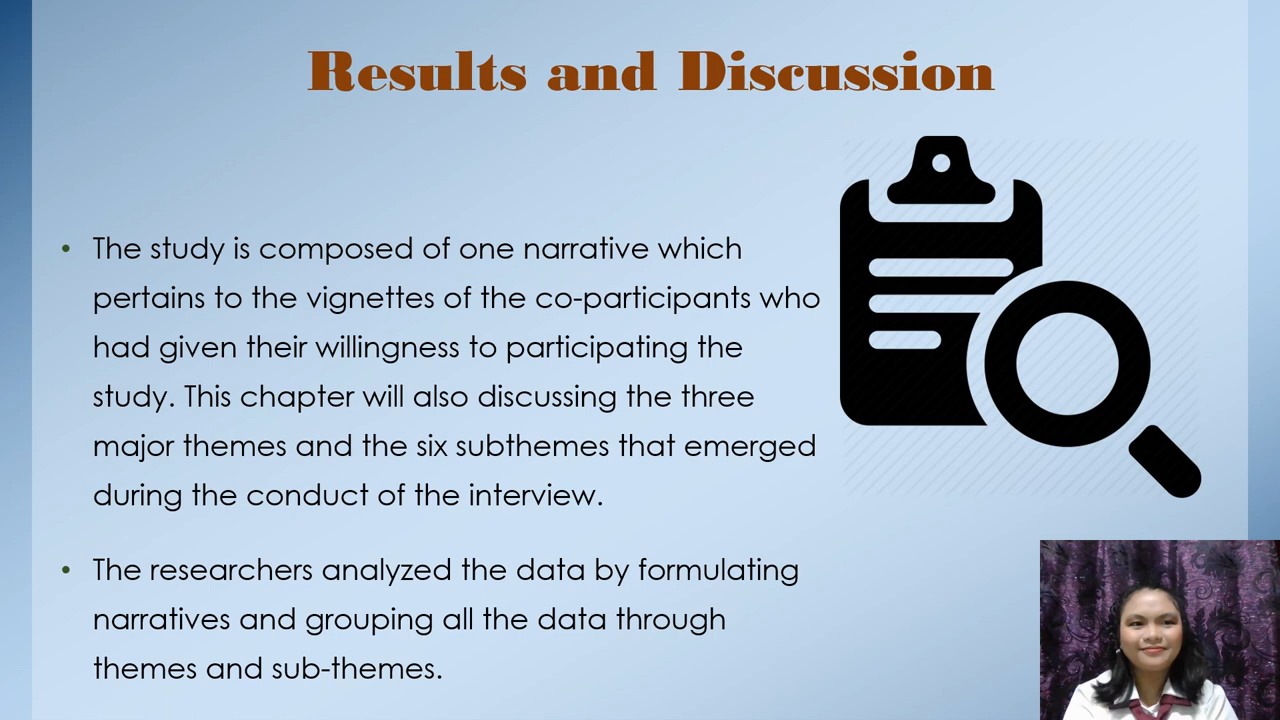 Results and Discussion
• The study is composed of one narrative which
pertains to the vignettes of the co-participants who
had given their willingness to participating the
study. This chapter will also discussing the three
major themes and the six subthemes that emerged
during the conduct of the interview.
• The researchers analyzed the data by formulating
narratives and grouping all the data through
themes and sub-themes.